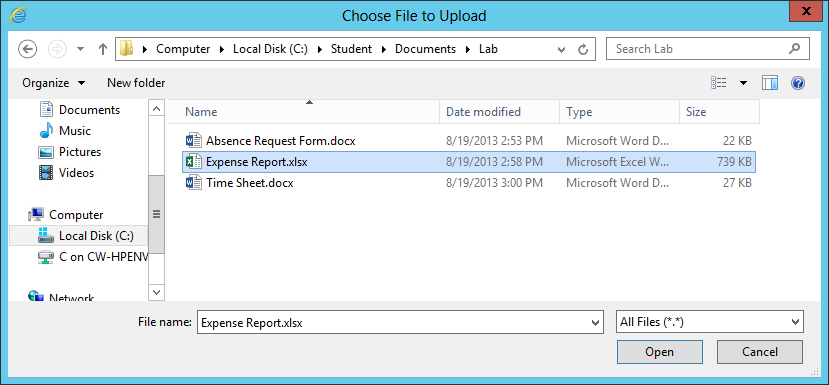 Choose File to Upload
Computer Local Disk (C:) Student Documents Lab Search Lab
Organize New folder
Name Date modified Type Size
Documents
Music
Pictures
Videos
Computer
Local Disk (C:)
C on CW-HPENV
Network
Absence Request Form.docx 8/19/2013 2:53 PM Microsoft Word D... 22 KB
Expense Report.xlsx 8/19/2013 2:58 PM Microsoft Excel W... 739 KB
Time Sheet.docx 8/19/2013 3:00 PM Microsoft Word D... 27 KB
File name: Expense Report.xlsx All Files (*.*)
Open Cancel